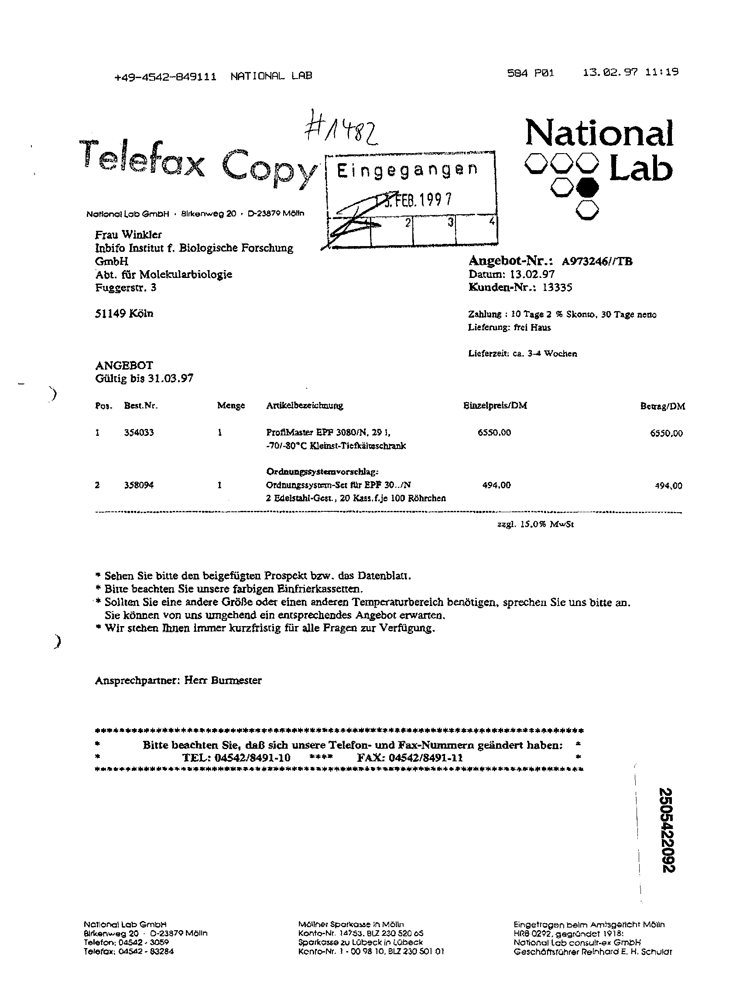 +49-4542-849111 NATIONAL LAB 584 P01 13.02.97 11:19
#1482
Telefax Copy
National
Lab
Eingegangen
FEB. 1997
2 3 4
National Lab GmbH · Birkenweg 20 · D-23879 Mölln
Frau Winkler
Inbifo Institut f. Biologische Forschung
GmbH
Abt. für Molekularbiologie
Fuggerstr. 3
51149 Köln
Angebot-Nr.: A973246//TB
Datum: 13.02.97
Kunden-Nr.: 13335
Zahlung : 10 Tage 2 % Skonto, 30 Tage netto
Lieferung: frei Haus
Lieferzeit: ca. 3-4 Wochen
ANGEBOT
Gültig bis 31.03.97
Pos. Best.Nr. Menge Artikelbezeichnung Einzelpreis/DM Betrag/DM
1 354033 1 ProfiMaster EPF 3080/N, 29 l, 6550,00 6550,00
-70/-80°C Kleinst-Tiefkälteschrank
Ordnungssystemvorschlag:
2 358094 1 Ordnungssystem-Set für EPF 30../N 494,00 494,00
2 Edelstahl-Gest., 20 Kass.f.je 100 Röhrchen
zzgl. 15,0% MwSt
* Sehen Sie bitte den beigefügten Prospekt bzw. das Datenblatt.
* Bitte beachten Sie unsere farbigen Einfrierkassetten.
* Sollten Sie eine andere Größe oder einen anderen Temperaturbereich benötigen, sprechen Sie uns bitte an.
Sie können von uns umgehend ein entsprechendes Angebot erwarten.
* Wir stehen Ihnen immer kurzfristig für alle Fragen zur Verfügung.
Ansprechpartner: Herr Burmester
* Bitte beachten Sie, daß sich unsere Telefon- und Fax-Nummern geändert haben: *
* TEL: 04542/8491-10 **** FAX: 04542/8491-11 *
2505422092
National Lab GmbH
Birkenweg 20 · D-23879 Mölln
Telefon: 04542 - 3059
Telefax: 04542 - 83284
Möllner Sparkasse in Mölln
Konto-Nr. 14753, BLZ 230 520 65
Sparkasse zu Lübeck in Lübeck
Konto-Nr. 1 - 00 98 10, BLZ 230 501 01
Eingetragen beim Amtsgericht Mölln
HRB 0292, gegründet 1918:
National Lab consult-ex GmbH
Geschäftsführer Reinhard E. H. Schuldt